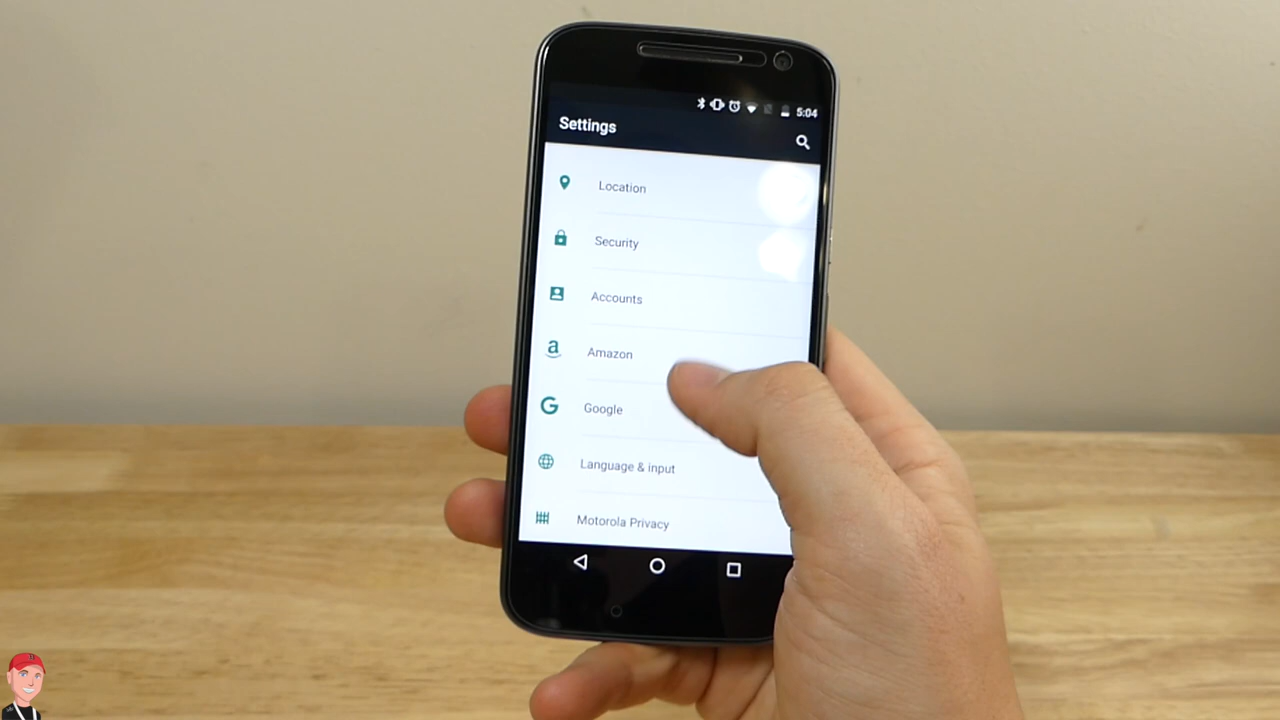 5:04
Settings
Location
Security
Accounts
Amazon
Google
Language & input
Motorola Privacy